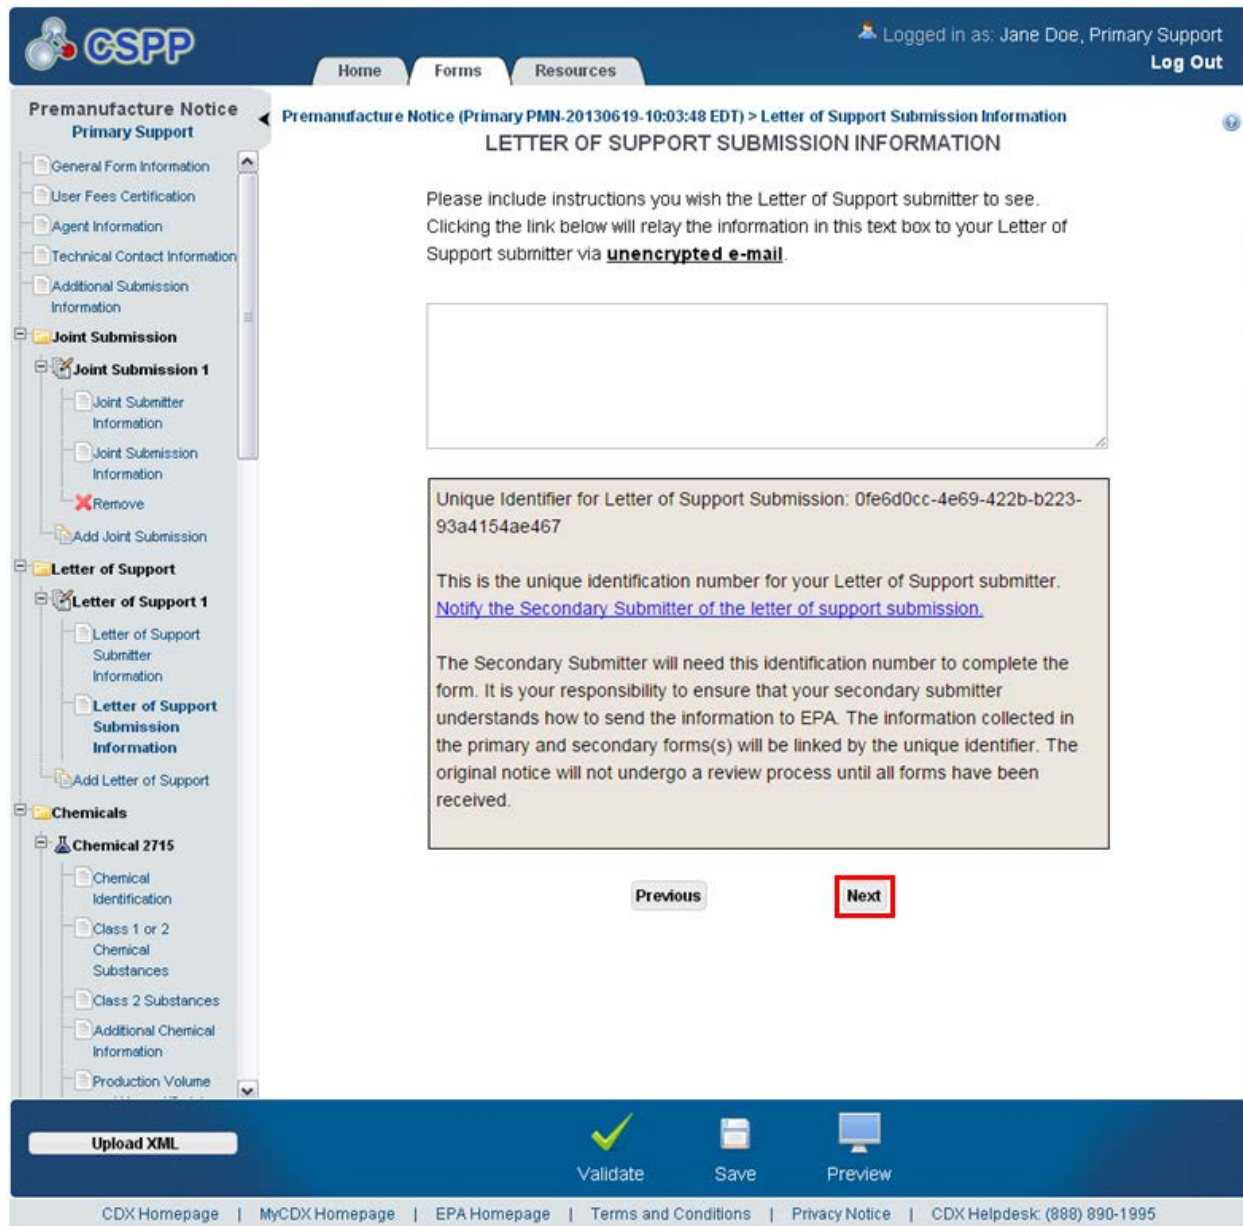 CSPP
Logged in as: Jane Doe, Primary Support
Log Out
Home
Forms
Resources
Premanufacture Notice
Primary Support
General Form Information
User Fees Certification
Agent Information
Technical Contact Information
Additional Submission
Information
Joint Submission
Joint Submission 1
Joint Submitter
Information
Joint Submission
Information
Remove
Add Joint Submission
Letter of Support
Letter of Support 1
Letter of Support
Submitter
Information
Letter of Support
Submission
Information
Add Letter of Support
Chemicals
Chemical 2715
Chemical
Identification
Class 1 or 2
Chemical
Substances
Class 2 Substances
Additional Chemical
Information
Production Volume
Premanufacture Notice (Primary PMN-20130619-10:03:48 EDT) > Letter of Support Submission Information
LETTER OF SUPPORT SUBMISSION INFORMATION
Please include instructions you wish the Letter of Support submitter to see.
Clicking the link below will relay the information in this text box to your Letter of
Support submitter via unencrypted e-mail.
Unique Identifier for Letter of Support Submission: 0fe6d0cc-4e69-422b-b223-
93a4154ae467
This is the unique identification number for your Letter of Support submitter.
Notify the Secondary Submitter of the letter of support submission.
The Secondary Submitter will need this identification number to complete the
form. It is your responsibility to ensure that your secondary submitter
understands how to send the information to EPA. The information collected in
the primary and secondary forms(s) will be linked by the unique identifier. The
original notice will not undergo a review process until all forms have been
received.
Previous
Next
Upload XML
Validate
Save
Preview
CDX Homepage | MyCDX Homepage | EPA Homepage | Terms and Conditions | Privacy Notice | CDX Helpdesk: (888) 890-1995